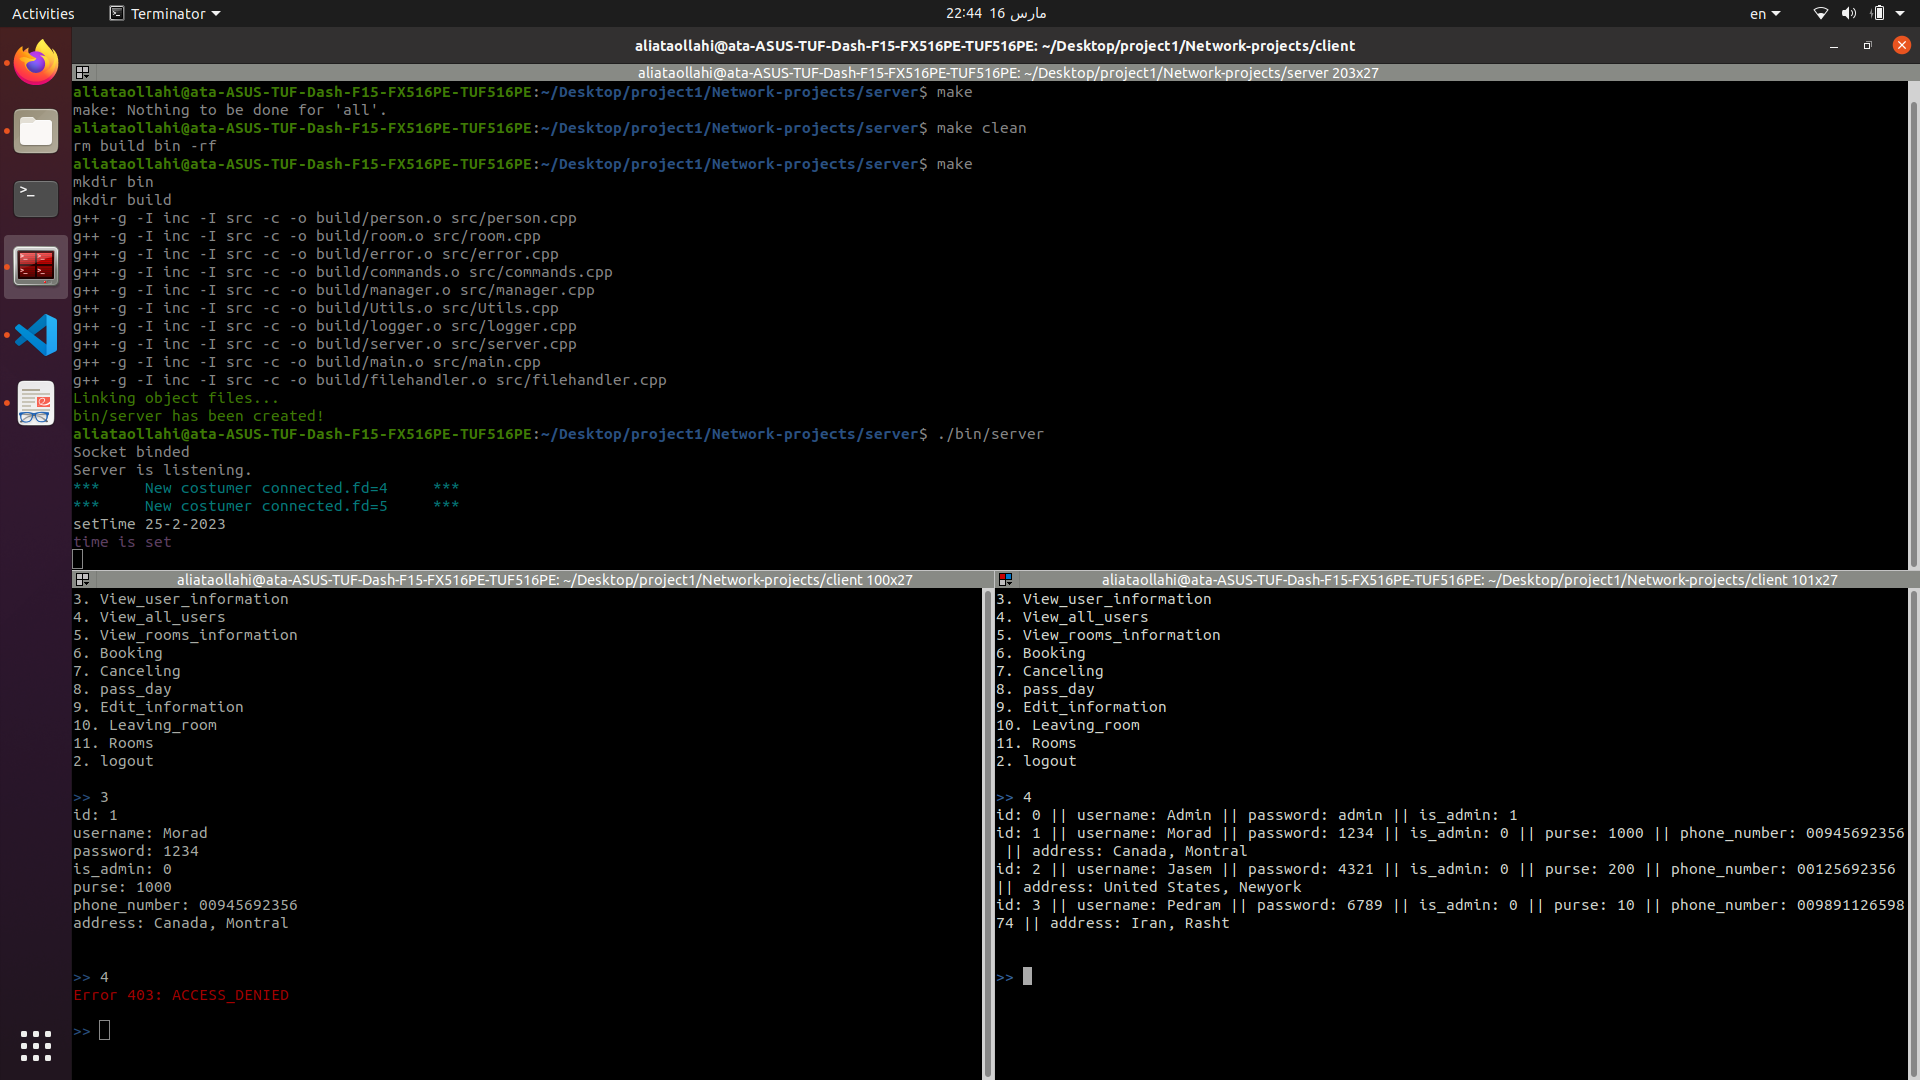 Activities
Terminator
22:44 16 مارس
en
aliataollahi@ata-ASUS-TUF-Dash-F15-FX516PE-TUF516PE: ~/Desktop/project1/Network-projects/client
aliataollahi@ata-ASUS-TUF-Dash-F15-FX516PE-TUF516PE: ~/Desktop/project1/Network-projects/server 203x27
aliataollahi@ata-ASUS-TUF-Dash-F15-FX516PE-TUF516PE:~/Desktop/project1/Network-projects/server$ make
make: Nothing to be done for 'all'.
aliataollahi@ata-ASUS-TUF-Dash-F15-FX516PE-TUF516PE:~/Desktop/project1/Network-projects/server$ make clean
rm build bin -rf
aliataollahi@ata-ASUS-TUF-Dash-F15-FX516PE-TUF516PE:~/Desktop/project1/Network-projects/server$ make
mkdir bin
mkdir build
g++ -g -I inc -I src -c -o build/person.o src/person.cpp
g++ -g -I inc -I src -c -o build/room.o src/room.cpp
g++ -g -I inc -I src -c -o build/error.o src/error.cpp
g++ -g -I inc -I src -c -o build/commands.o src/commands.cpp
g++ -g -I inc -I src -c -o build/manager.o src/manager.cpp
g++ -g -I inc -I src -c -o build/Utils.o src/Utils.cpp
g++ -g -I inc -I src -c -o build/logger.o src/logger.cpp
g++ -g -I inc -I src -c -o build/server.o src/server.cpp
g++ -g -I inc -I src -c -o build/main.o src/main.cpp
g++ -g -I inc -I src -c -o build/filehandler.o src/filehandler.cpp
Linking object files...
bin/server has been created!
aliataollahi@ata-ASUS-TUF-Dash-F15-FX516PE-TUF516PE:~/Desktop/project1/Network-projects/server$ ./bin/server
Socket binded
Server is listening.
***     New costumer connected.fd=4     ***
***     New costumer connected.fd=5     ***
setTime 25-2-2023
time is set
aliataollahi@ata-ASUS-TUF-Dash-F15-FX516PE-TUF516PE: ~/Desktop/project1/Network-projects/client 100x27
3. View_user_information
4. View_all_users
5. View_rooms_information
6. Booking
7. Canceling
8. pass_day
9. Edit_information
10. Leaving_room
11. Rooms
2. logout
>> 3
id: 1
username: Morad
password: 1234
is_admin: 0
purse: 1000
phone_number: 00945692356
address: Canada, Montral
>> 4
Error 403: ACCESS_DENIED
>>
aliataollahi@ata-ASUS-TUF-Dash-F15-FX516PE-TUF516PE: ~/Desktop/project1/Network-projects/client 101x27
3. View_user_information
4. View_all_users
5. View_rooms_information
6. Booking
7. Canceling
8. pass_day
9. Edit_information
10. Leaving_room
11. Rooms
2. logout
>> 4
id: 0 || username: Admin || password: admin || is_admin: 1
id: 1 || username: Morad || password: 1234 || is_admin: 0 || purse: 1000 || phone_number: 00945692356
 || address: Canada, Montral
id: 2 || username: Jasem || password: 4321 || is_admin: 0 || purse: 200 || phone_number: 00125692356
|| address: United States, Newyork
id: 3 || username: Pedram || password: 6789 || is_admin: 0 || purse: 10 || phone_number: 009891126598
74 || address: Iran, Rasht
>>